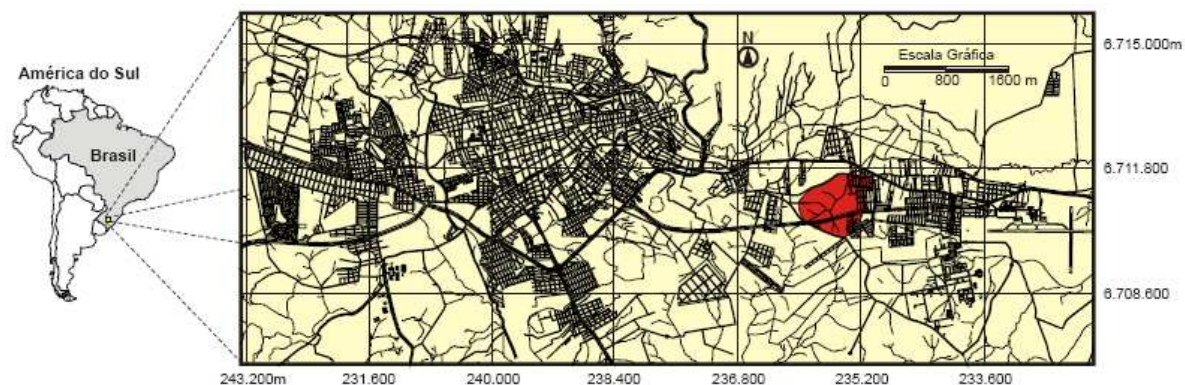 América do Sul
Brasil
N
Escala Gráfica
0 800 1600 m
6.715.000m
6.711.800
6.708.600
243.200m 231.600 240.000 238.400 236.800 235.200 233.600